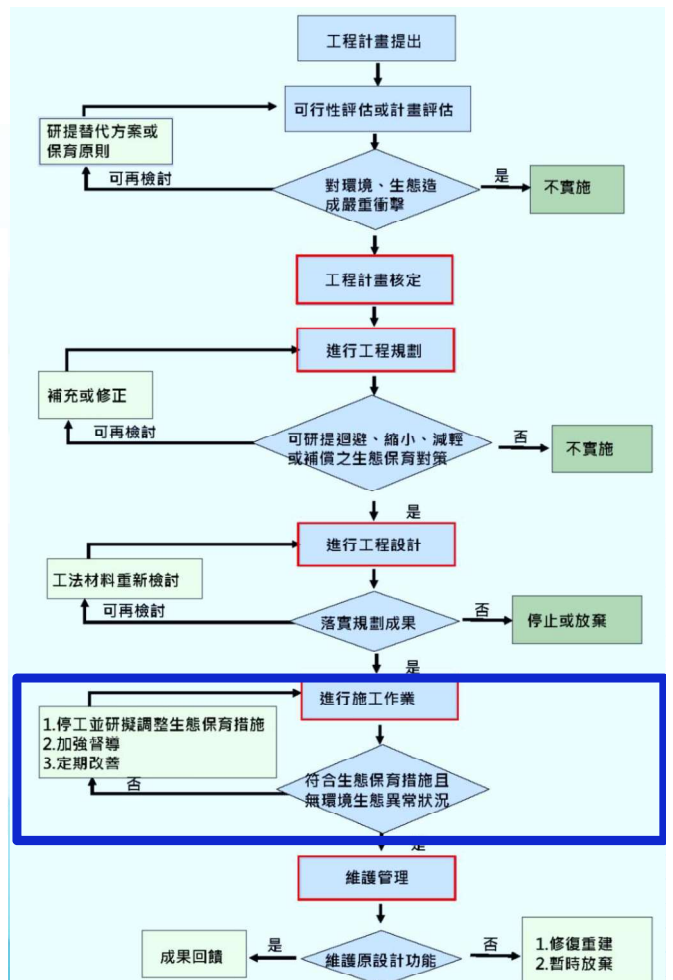 工程計畫提出
可行性評估或計畫評估
研提替代方案或
保育原則
可再檢討
對環境、生態造
成嚴重衝擊
是
不實施
工程計畫核定
進行工程規劃
補充或修正
可再檢討
可研提迴避、縮小、減輕
或補償之生態保育對策
否
不實施
是
進行工程設計
工法材料重新檢討
可再檢討
落實規劃成果
否
停止或放棄
是
進行施工作業
1.停工並研擬調整生態保育措施
2.加強督導
3.定期改善
否
符合生態保育措施且
無環境生態異常狀況
是
維護管理
成果回饋
是
維護原設計功能
否
1.修復重建
2.暫時放棄